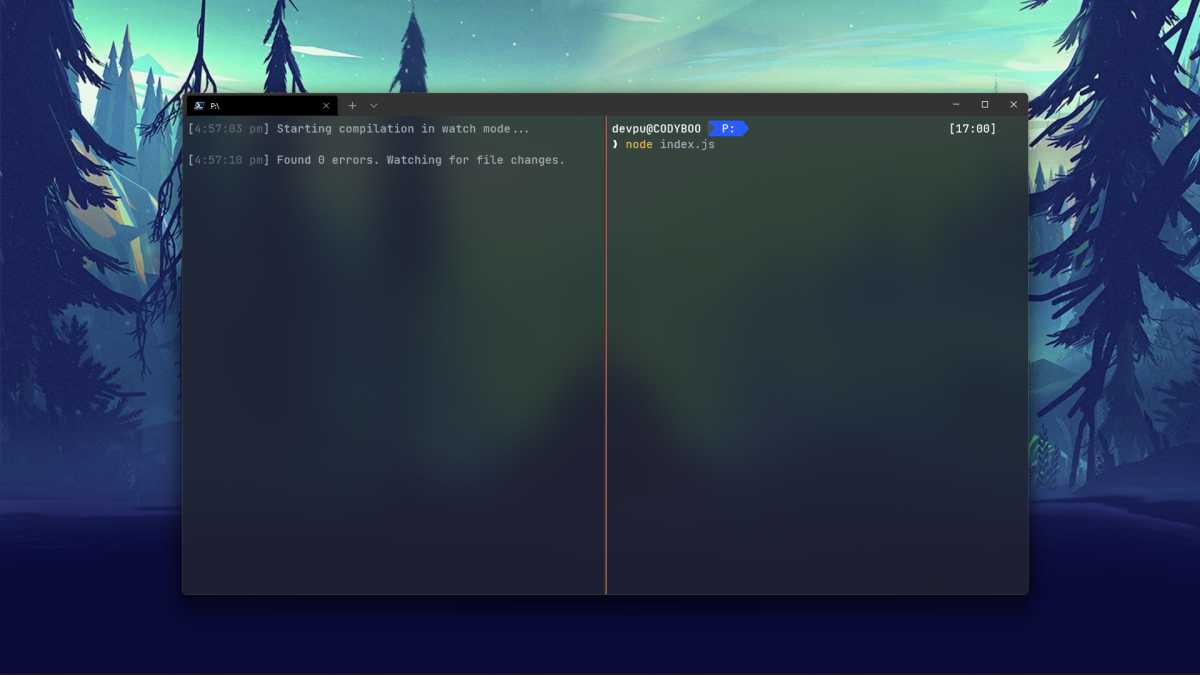 P:\
[4:57:03 pm] Starting compilation in watch mode...
[4:57:10 pm] Found 0 errors. Watching for file changes.
devpu@CODYBOO P: [17:00]
❯ node index.js